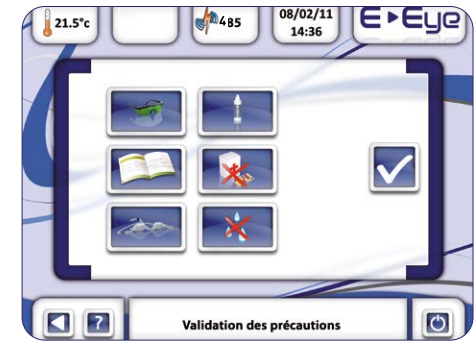 21.5°c
485
08/02/11
14:36
E▸Eye
?
Validation des précautions